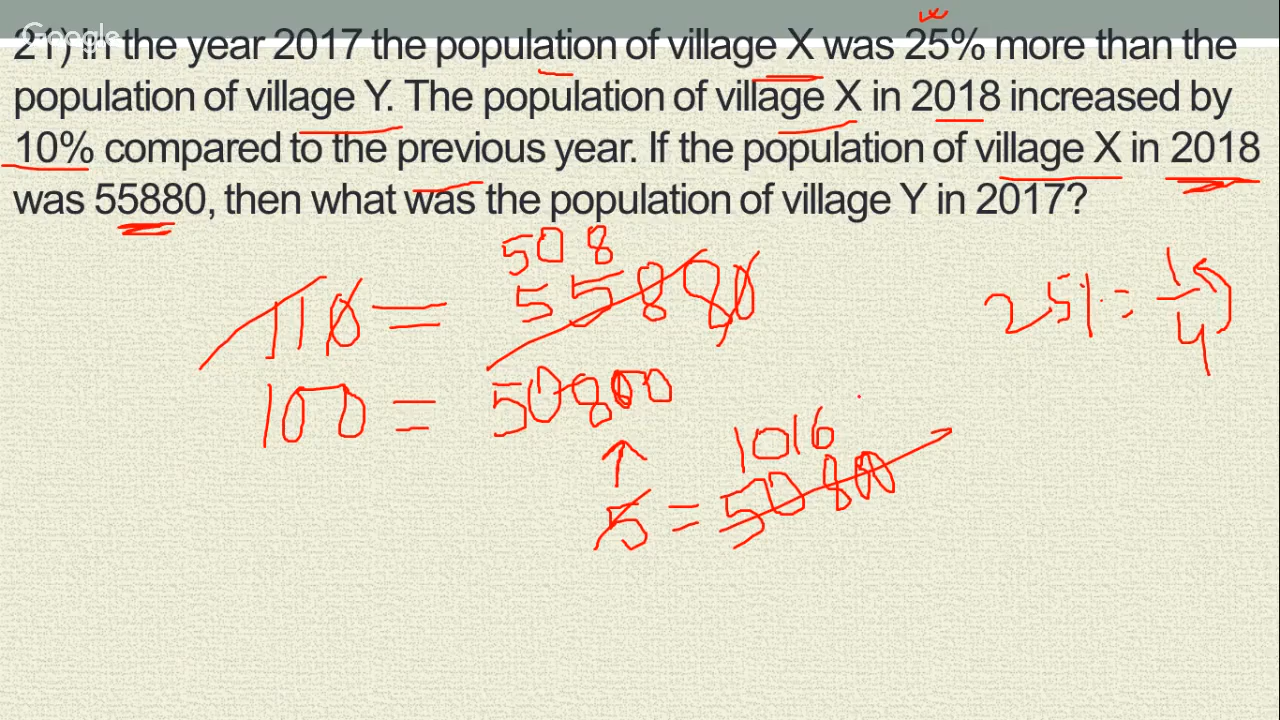 Google
21) In the year 2017 the population of village X was 25% more than the
population of village Y. The population of village X in 2018 increased by
10% compared to the previous year. If the population of village X in 2018
was 55880, then what was the population of village Y in 2017?
508
110 = 55880
25% = 1/4 5
100 = 50800
1016
5 = 50800